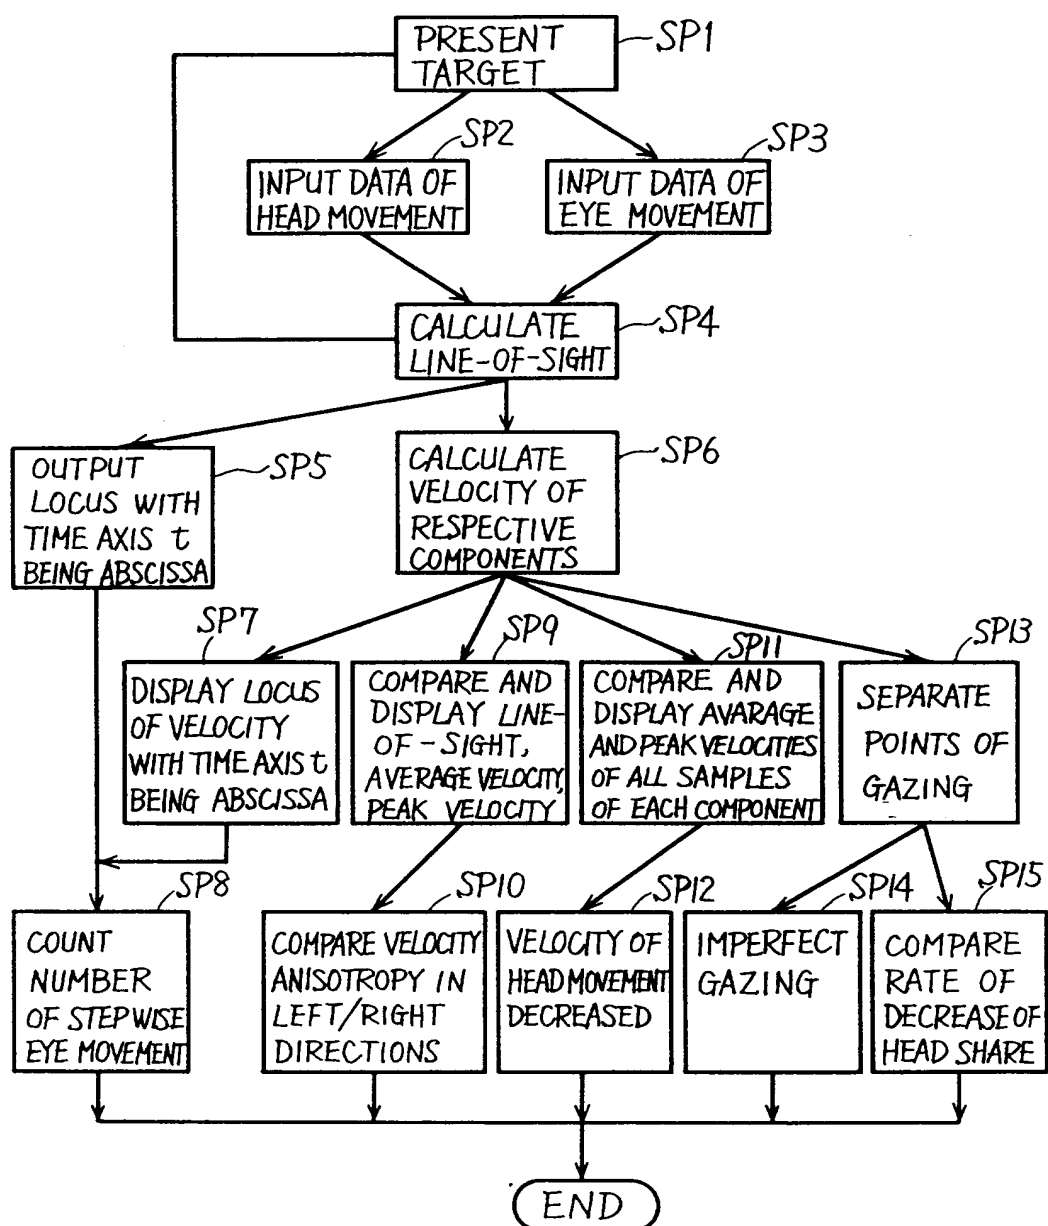 PRESENT
TARGET
SP1
SP2
INPUT DATA OF
HEAD MOVEMENT
SP3
INPUT DATA OF
EYE MOVEMENT
CALCULATE
LINE-OF-SIGHT
SP4
OUTPUT
LOCUS WITH
TIME AXIS t
BEING ABSCISSA
SP5
CALCULATE
VELOCITY OF
RESPECTIVE
COMPONENTS
SP6
SP7
DISPLAY LOCUS
OF VELOCITY
WITH TIME AXIS t
BEING ABSCISSA
SP9
COMPARE AND
DISPLAY LINE-
OF-SIGHT,
AVERAGE VELOCITY,
PEAK VELOCITY
SP11
COMPARE AND
DISPLAY AVARAGE
AND PEAK VELOCITIES
OF ALL SAMPLES
OF EACH COMPONENT
SP13
SEPARATE
POINTS OF
GAZING
SP8
COUNT
NUMBER
OF STEPWISE
EYE MOVEMENT
SP10
COMPARE VELOCITY
ANISOTROPY IN
LEFT/RIGHT
DIRECTIONS
SP12
VELOCITY OF
HEAD MOVEMENT
DECREASED
SP14
IMPERFECT
GAZING
SP15
COMPARE
RATE OF
DECREASE OF
HEAD SHARE
END